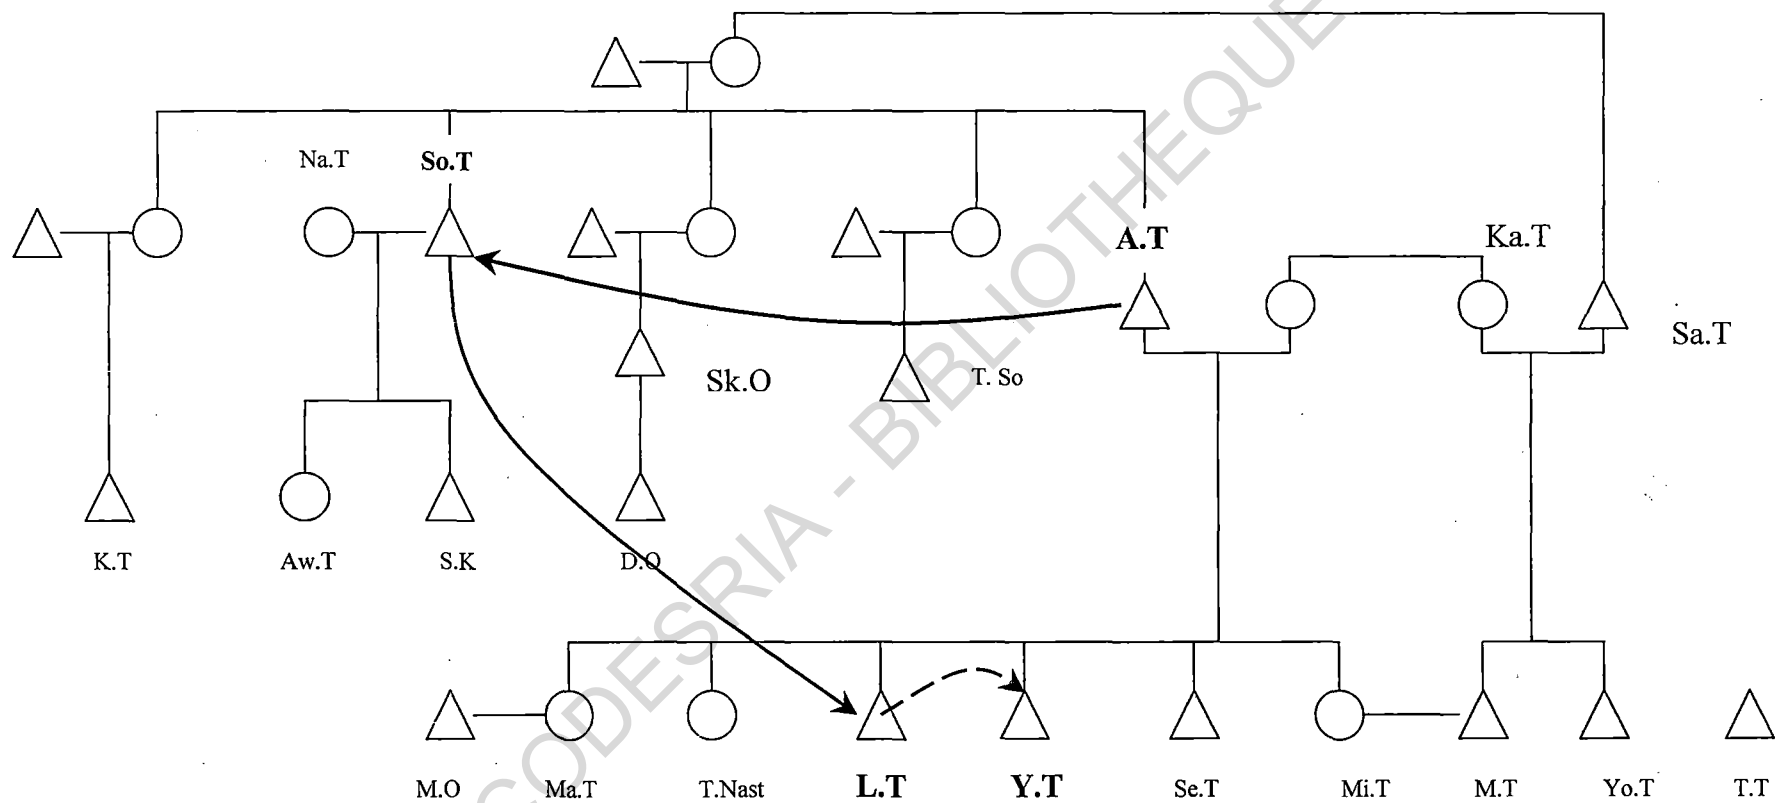 Na.T
So.T
A.T
Ka.T
Sa.T
Sk.O
T. So
K.T
Aw.T
S.K
D.O
M.O
Ma.T
T.Nast
L.T
Y.T
Se.T
Mi.T
M.T
Yo.T
T.T
CODESRIA - BIBLIOTHEQUE